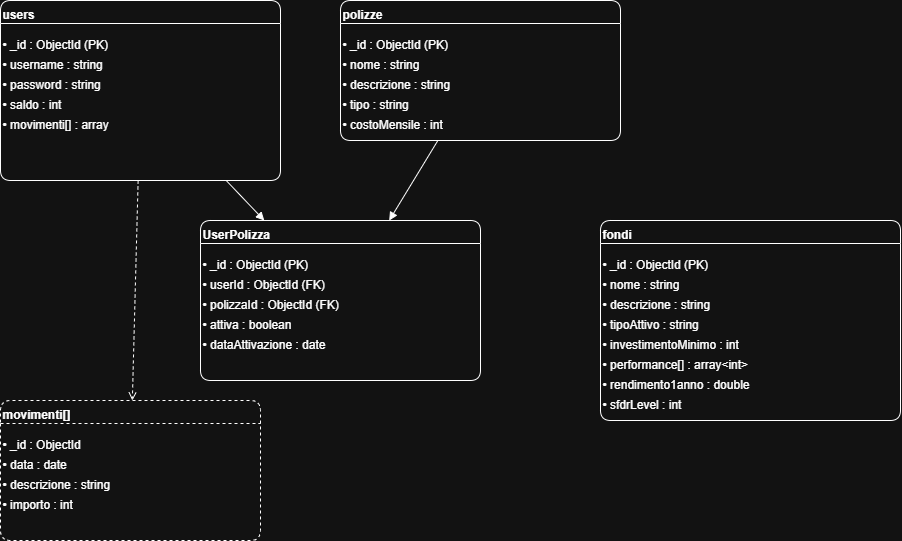 users
• _id : ObjectId (PK)
• username : string
• password : string
• saldo : int
• movimenti[] : array
polizze
• _id : ObjectId (PK)
• nome : string
• descrizione : string
• tipo : string
• costoMensile : int
UserPolizza
• _id : ObjectId (PK)
• userId : ObjectId (FK)
• polizzaId : ObjectId (FK)
• attiva : boolean
• dataAttivazione : date
fondi
• _id : ObjectId (PK)
• nome : string
• descrizione : string
• tipoAttivo : string
• investimentoMinimo : int
• performance[] : array<int>
• rendimento1anno : double
• sfdrLevel : int
movimenti[]
• _id : ObjectId
• data : date
• descrizione : string
• importo : int